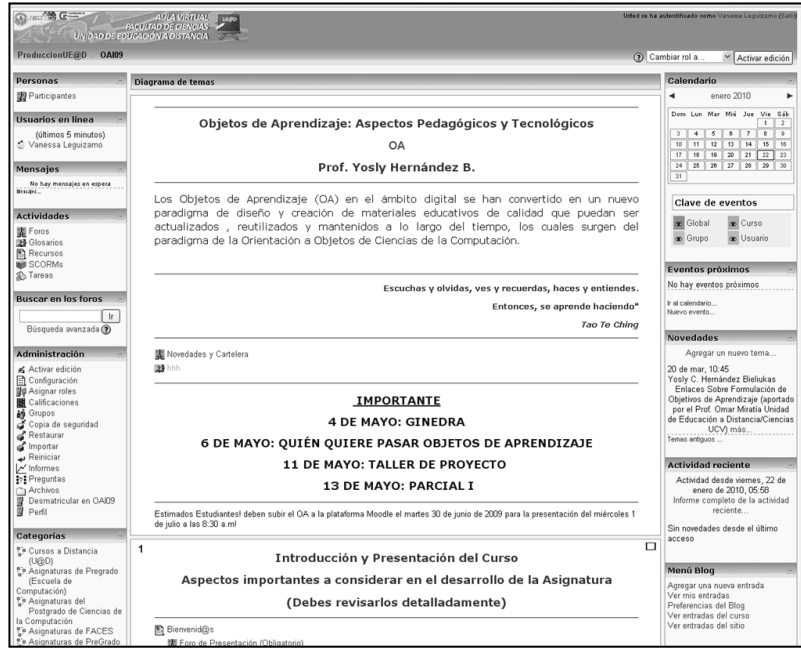 AULA VIRTUAL
FACULTAD DE CIENCIAS
UNIDAD DE EDUCACIÓN A DISTANCIA
Usted se ha autentificado como Vanessa Leguizamo (Salir)
ProduccionUE@D OAI09
Cambiar rol a...
Activar edición
Personas
Participantes
Usuarios en línea
(últimos 5 minutos)
Vanessa Leguizamo
Mensajes
No hay mensajes en espera
Mensajes...
Actividades
Foros
Glosarios
Recursos
SCORMs
Tareas
Buscar en los foros
Ir
Búsqueda avanzada
Administración
Activar edición
Configuración
Asignar roles
Calificaciones
Grupos
Copia de seguridad
Restaurar
Importar
Reiniciar
Informes
Preguntas
Archivos
Desmatricular en OAI09
Perfil
Categorías
Cursos a Distancia
(U@D)
Asignaturas de Pregrado
(Escuela de
Computación)
Asignaturas del
Postgrado de Ciencias de
la Computación
Asignaturas de FACES
Asignaturas de PreGrado
Diagrama de temas
Objetos de Aprendizaje: Aspectos Pedagógicos y Tecnológicos
OA
Prof. Yosly Hernández B.
Los Objetos de Aprendizaje (OA) en el ámbito digital se han convertido en un nuevo
paradigma de diseño y creación de materiales educativos de calidad que puedan ser
actualizados , reutilizados y mantenidos a lo largo del tiempo, los cuales surgen del
paradigma de la Orientación a Objetos de Ciencias de la Computación.
Escuchas y olvidas, ves y recuerdas, haces y entiendes.
Entonces, se aprende haciendo"
Tao Te Ching
Novedades y Cartelera
hhh
IMPORTANTE
4 DE MAYO: GINEDRA
6 DE MAYO: QUIÉN QUIERE PASAR OBJETOS DE APRENDIZAJE
11 DE MAYO: TALLER DE PROYECTO
13 DE MAYO: PARCIAL I
Estimados Estudiantes! deben subir el OA a la plataforma Moodle el martes 30 de junio de 2009 para la presentación del miércoles 1
de julio a las 8:30 a.m!
1
Introducción y Presentación del Curso
Aspectos importantes a considerar en el desarrollo de la Asignatura
(Debes revisarlos detalladamente)
Bienvenid@s
Foro de Presentación (Obligatorio)
Calendario
enero 2010
Dom Lun Mar Mié Jue Vie Sáb
1 2
3 4 5 6 7 8 9
10 11 12 13 14 15 16
17 18 19 20 21 22 23
24 25 26 27 28 29 30
31
Clave de eventos
Global Curso
Grupo Usuario
Eventos próximos
No hay eventos próximos
Ir al calendario...
Nuevo evento...
Novedades
Agregar un nuevo tema...
20 de mar, 10:45
Yosly C. Hernández Bieliukas
Enlaces Sobre Formulación de
Objetivos de Aprendizaje (aportado
por el Prof. Omar Miratía Unidad
de Educación a Distancia/Ciencias
UCV) más...
Temas antiguos ...
Actividad reciente
Actividad desde viernes, 22 de
enero de 2010, 05:58
Informe completo de la actividad
reciente...
Sin novedades desde el último
acceso
Menú Blog
Agregar una nueva entrada
Ver mis entradas
Preferencias del Blog
Ver entradas del curso
Ver entradas del sitio